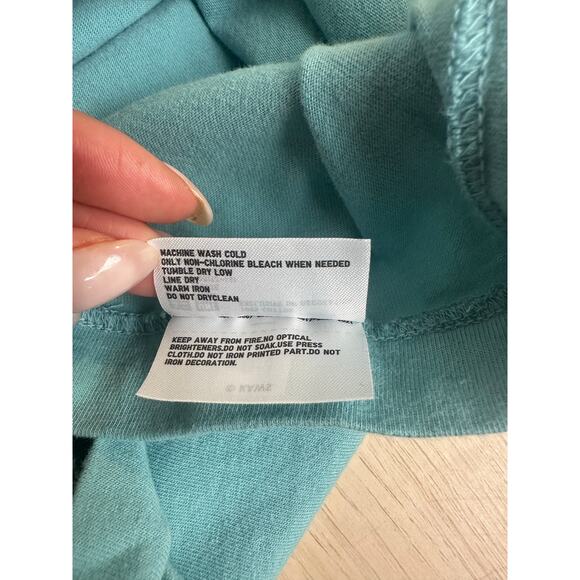 MACHINE WASH COLD
ONLY NON-CHLORINE BLEACH WHEN NEEDED
TUMBLE DRY LOW
LINE DRY
WARM IRON
DO NOT DRYCLEAN
KEEP AWAY FROM FIRE.NO OPTICAL
BRIGHTENERS.DO NOT SOAK.USE PRESS
CLOTH.DO NOT IRON PRINTED PART.DO NOT
IRON DECORATION.